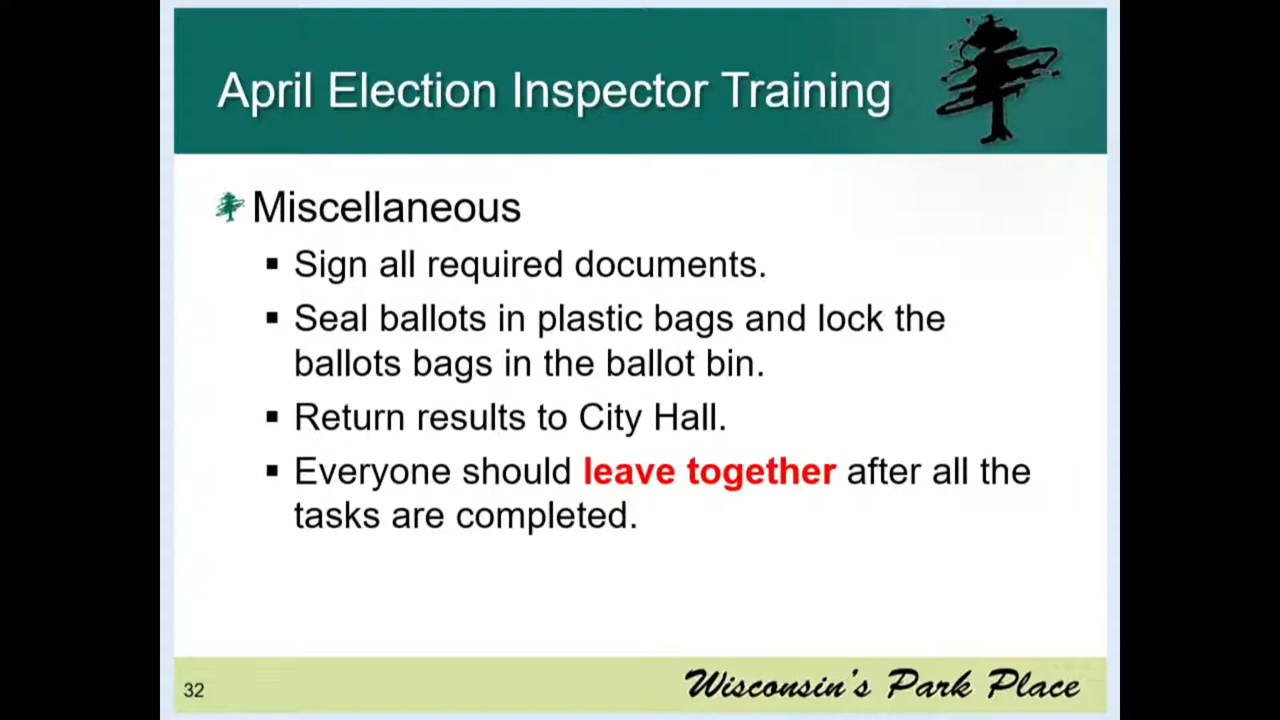 April Election Inspector Training
Miscellaneous
▪ Sign all required documents.
▪ Seal ballots in plastic bags and lock the
ballots bags in the ballot bin.
▪ Return results to City Hall.
▪ Everyone should leave together after all the
tasks are completed.
32
Wisconsin's Park Place